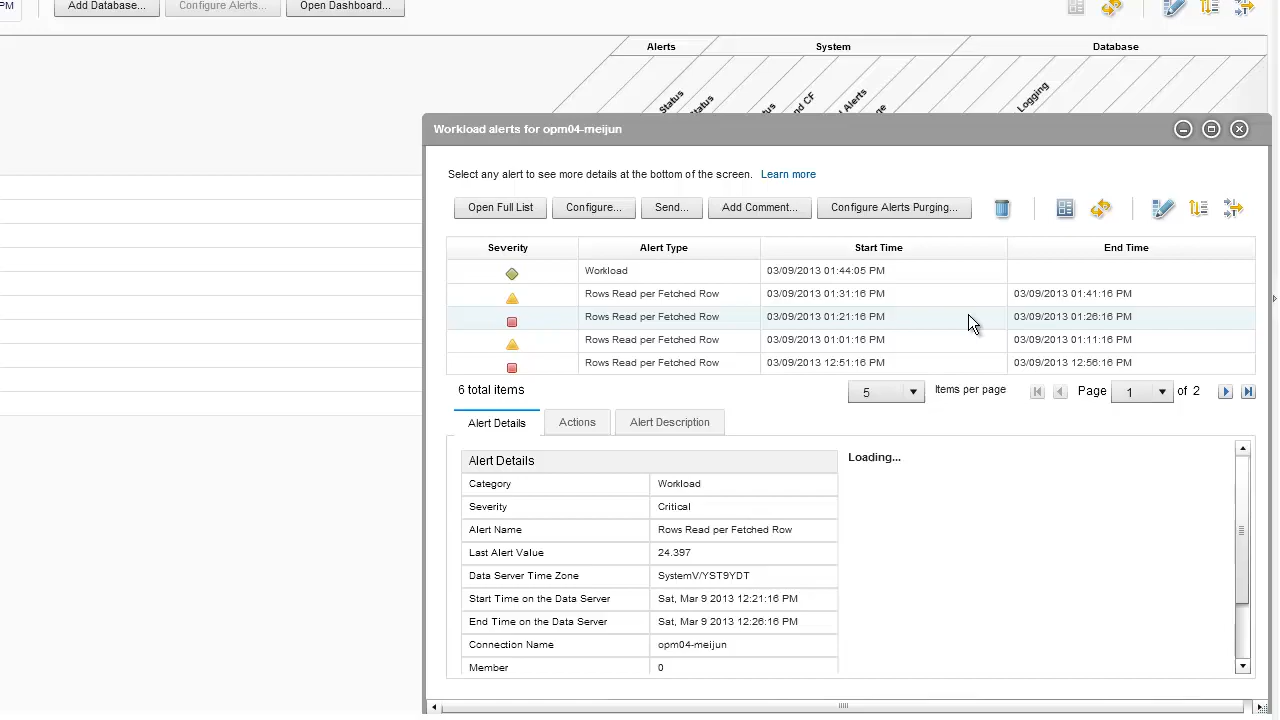 PM
Add Database...
Configure Alerts...
Open Dashboard...
Alerts
System
Database
Status
Status
nd CF
Alerts
Logging
Workload alerts for opm04-meijun
Select any alert to see more details at the bottom of the screen. Learn more
Open Full List
Configure...
Send...
Add Comment...
Configure Alerts Purging...
Severity Alert Type Start Time End Time
Workload 03/09/2013 01:44:05 PM
Rows Read per Fetched Row 03/09/2013 01:31:16 PM 03/09/2013 01:41:16 PM
Rows Read per Fetched Row 03/09/2013 01:21:16 PM 03/09/2013 01:26:16 PM
Rows Read per Fetched Row 03/09/2013 01:01:16 PM 03/09/2013 01:11:16 PM
Rows Read per Fetched Row 03/09/2013 12:51:16 PM 03/09/2013 12:56:16 PM
6 total items
5 Items per page
Page 1 of 2
Alert Details
Actions
Alert Description
Alert Details
Loading...
Category Workload
Severity Critical
Alert Name Rows Read per Fetched Row
Last Alert Value 24.397
Data Server Time Zone SystemV/YST9YDT
Start Time on the Data Server Sat, Mar 9 2013 12:21:16 PM
End Time on the Data Server Sat, Mar 9 2013 12:26:16 PM
Connection Name opm04-meijun
Member 0